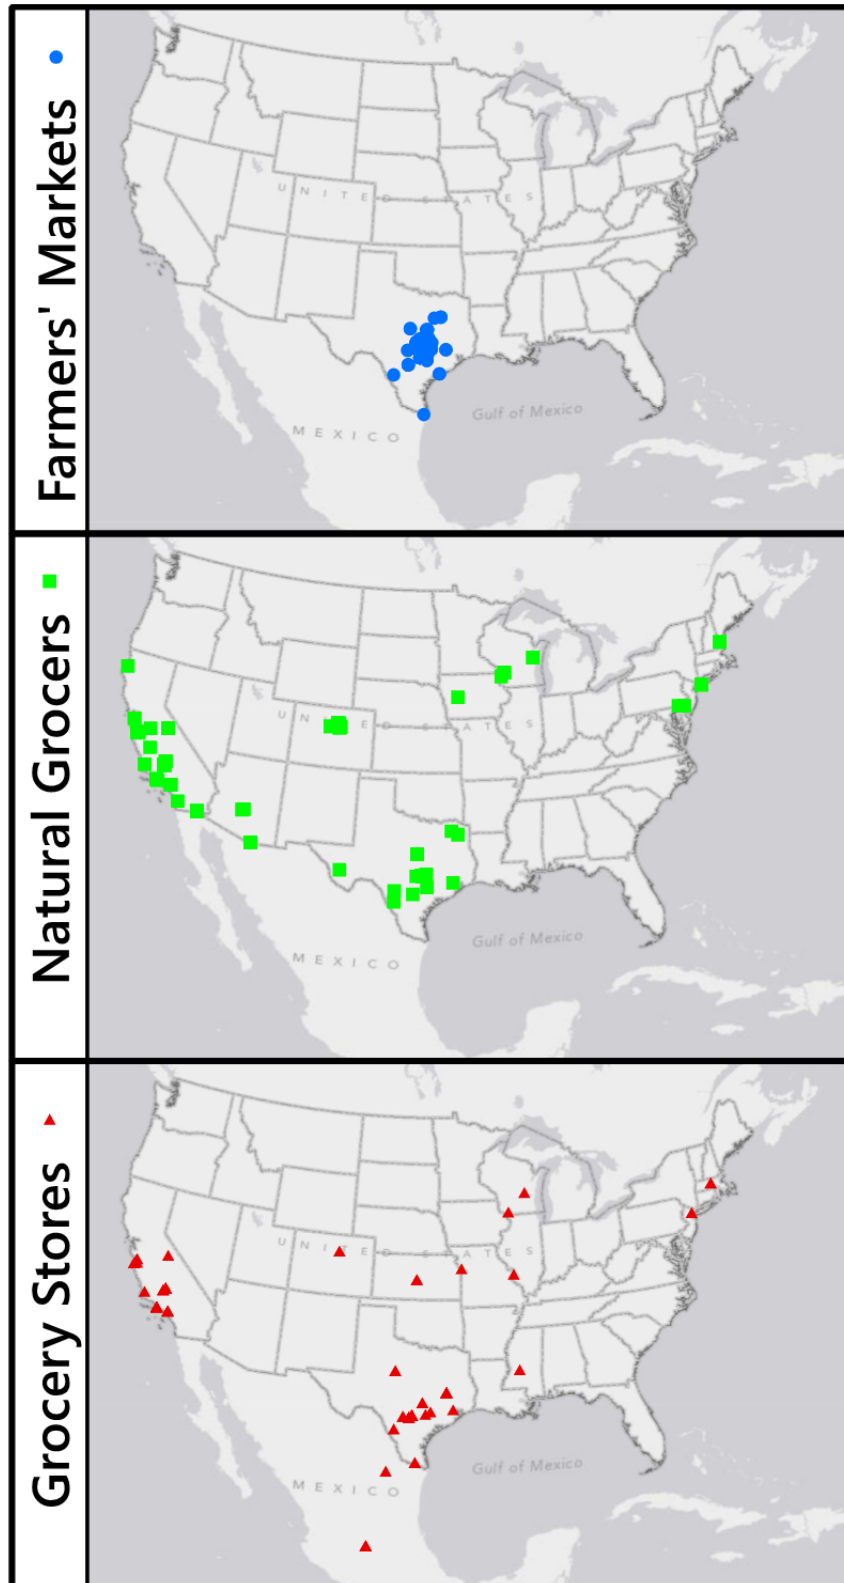 Farmers' Markets
UNITED STATES
MEXICO
Gulf of Mexico
Natural Grocers
UNITED STATES
MEXICO
Gulf of Mexico
Grocery Stores
UNITED STATES
MEXICO
Gulf of Mexico